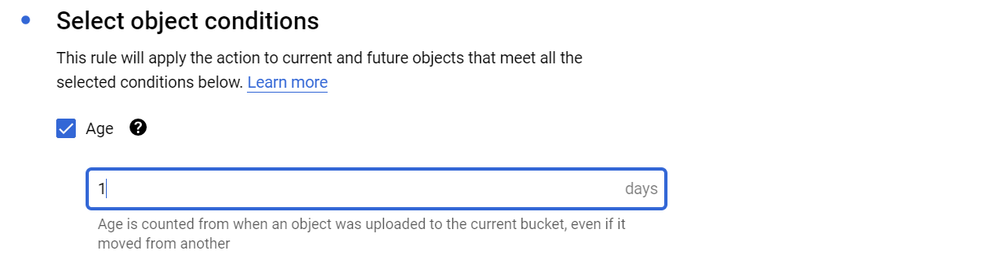 Select object conditions
This rule will apply the action to current and future objects that meet all the
selected conditions below. Learn more
Age ?
1 days
Age is counted from when an object was uploaded to the current bucket, even if it
moved from another